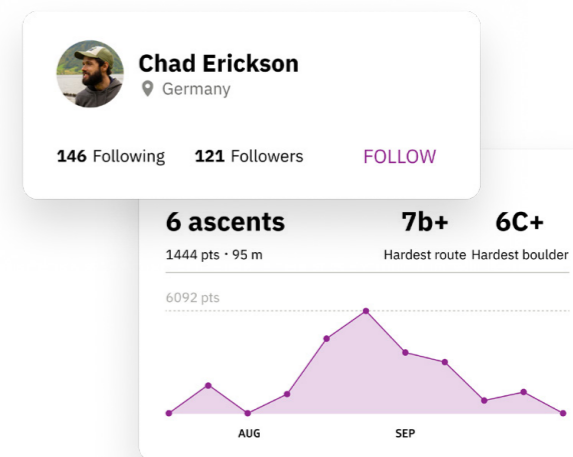 Chad Erickson
Germany
146 Following 121 Followers FOLLOW
6 ascents 7b+ 6C+
1444 pts · 95 m Hardest route Hardest boulder
6092 pts
AUG SEP